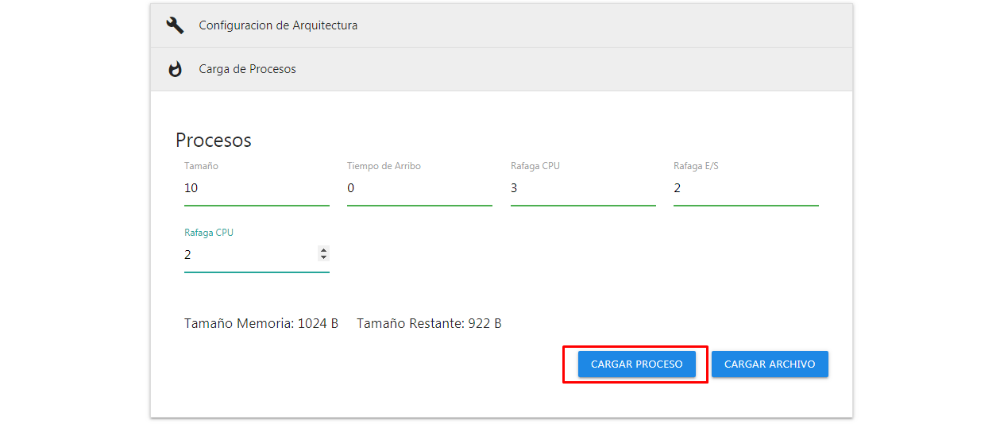 Configuracion de Arquitectura
Carga de Procesos
Procesos
Tamaño Tiempo de Arribo Rafaga CPU Rafaga E/S
10 0 3 2
Rafaga CPU
2
Tamaño Memoria: 1024 B Tamaño Restante: 922 B
CARGAR PROCESO CARGAR ARCHIVO